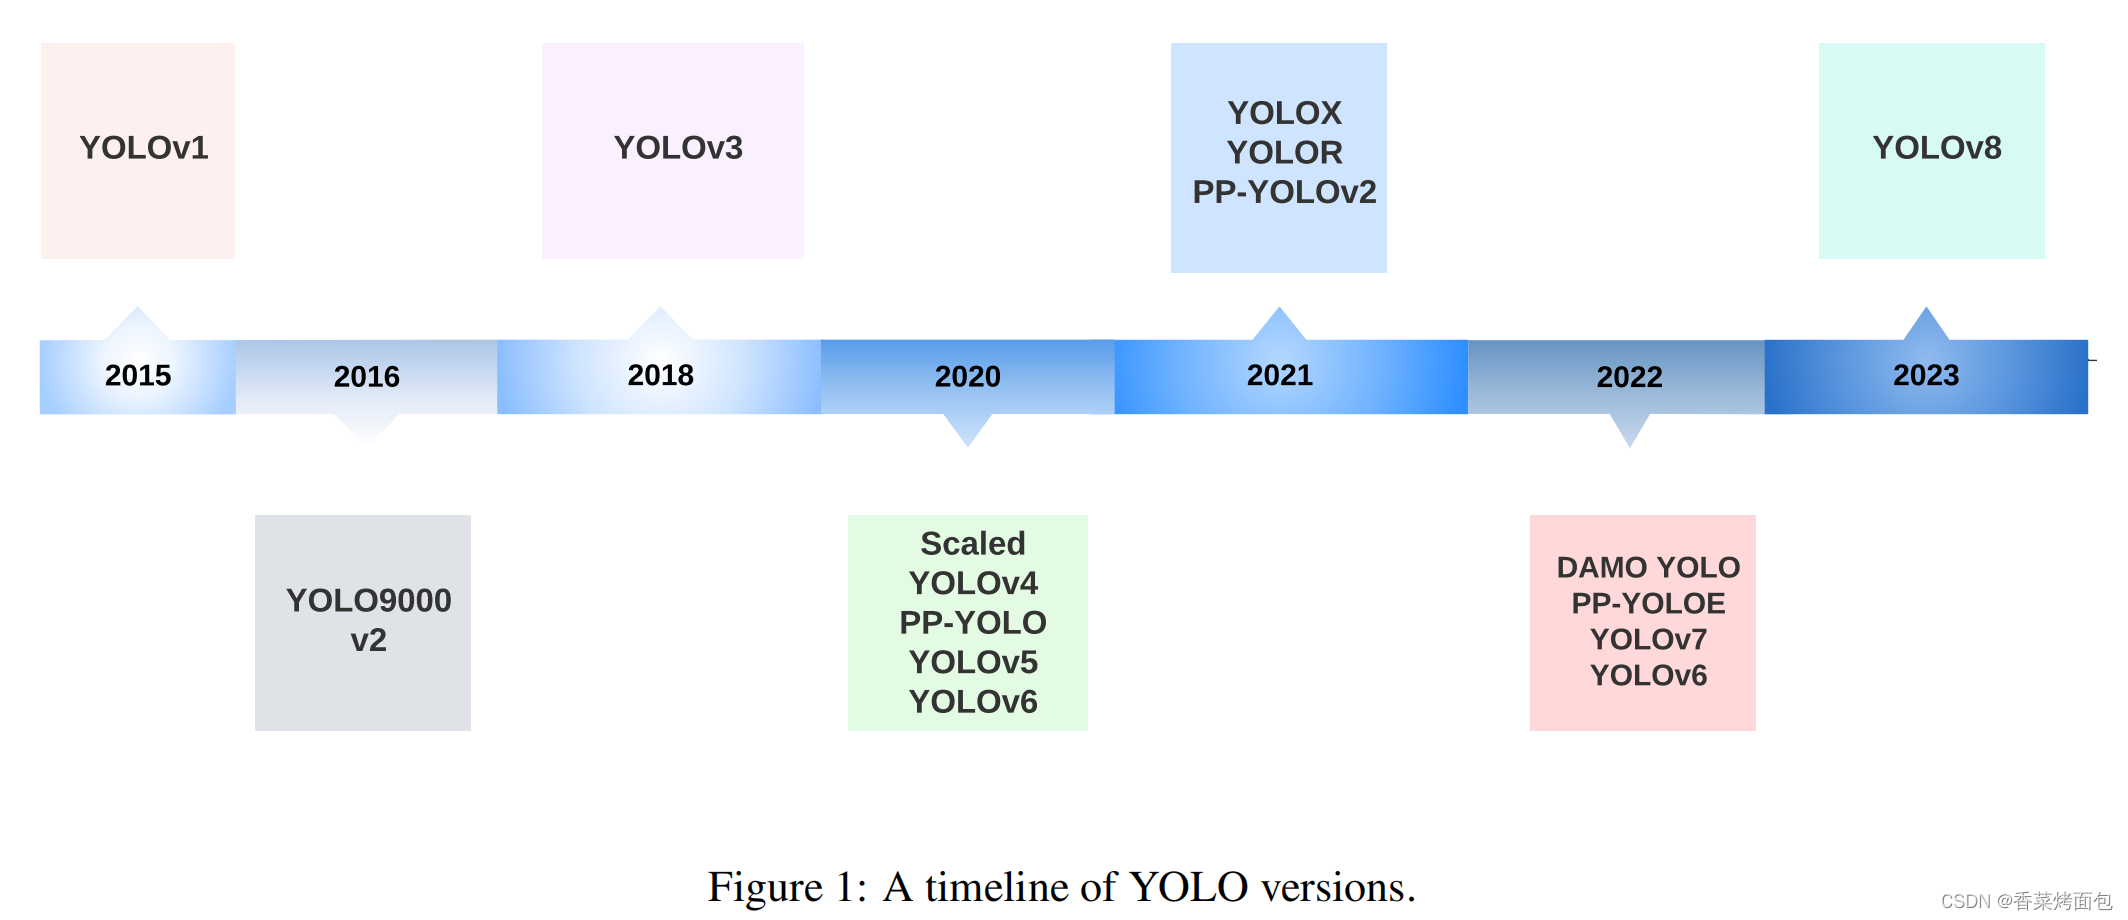 YOLOv1
YOLOv3
YOLOX
YOLOR
PP-YOLOv2
YOLOv8
2015
2016
2018
2020
2021
2022
2023
YOLO9000
v2
Scaled
YOLOv4
PP-YOLO
YOLOv5
YOLOv6
DAMO YOLO
PP-YOLOE
YOLOv7
YOLOv6
Figure 1: A timeline of YOLO versions.
CSDN @香菜烤面包